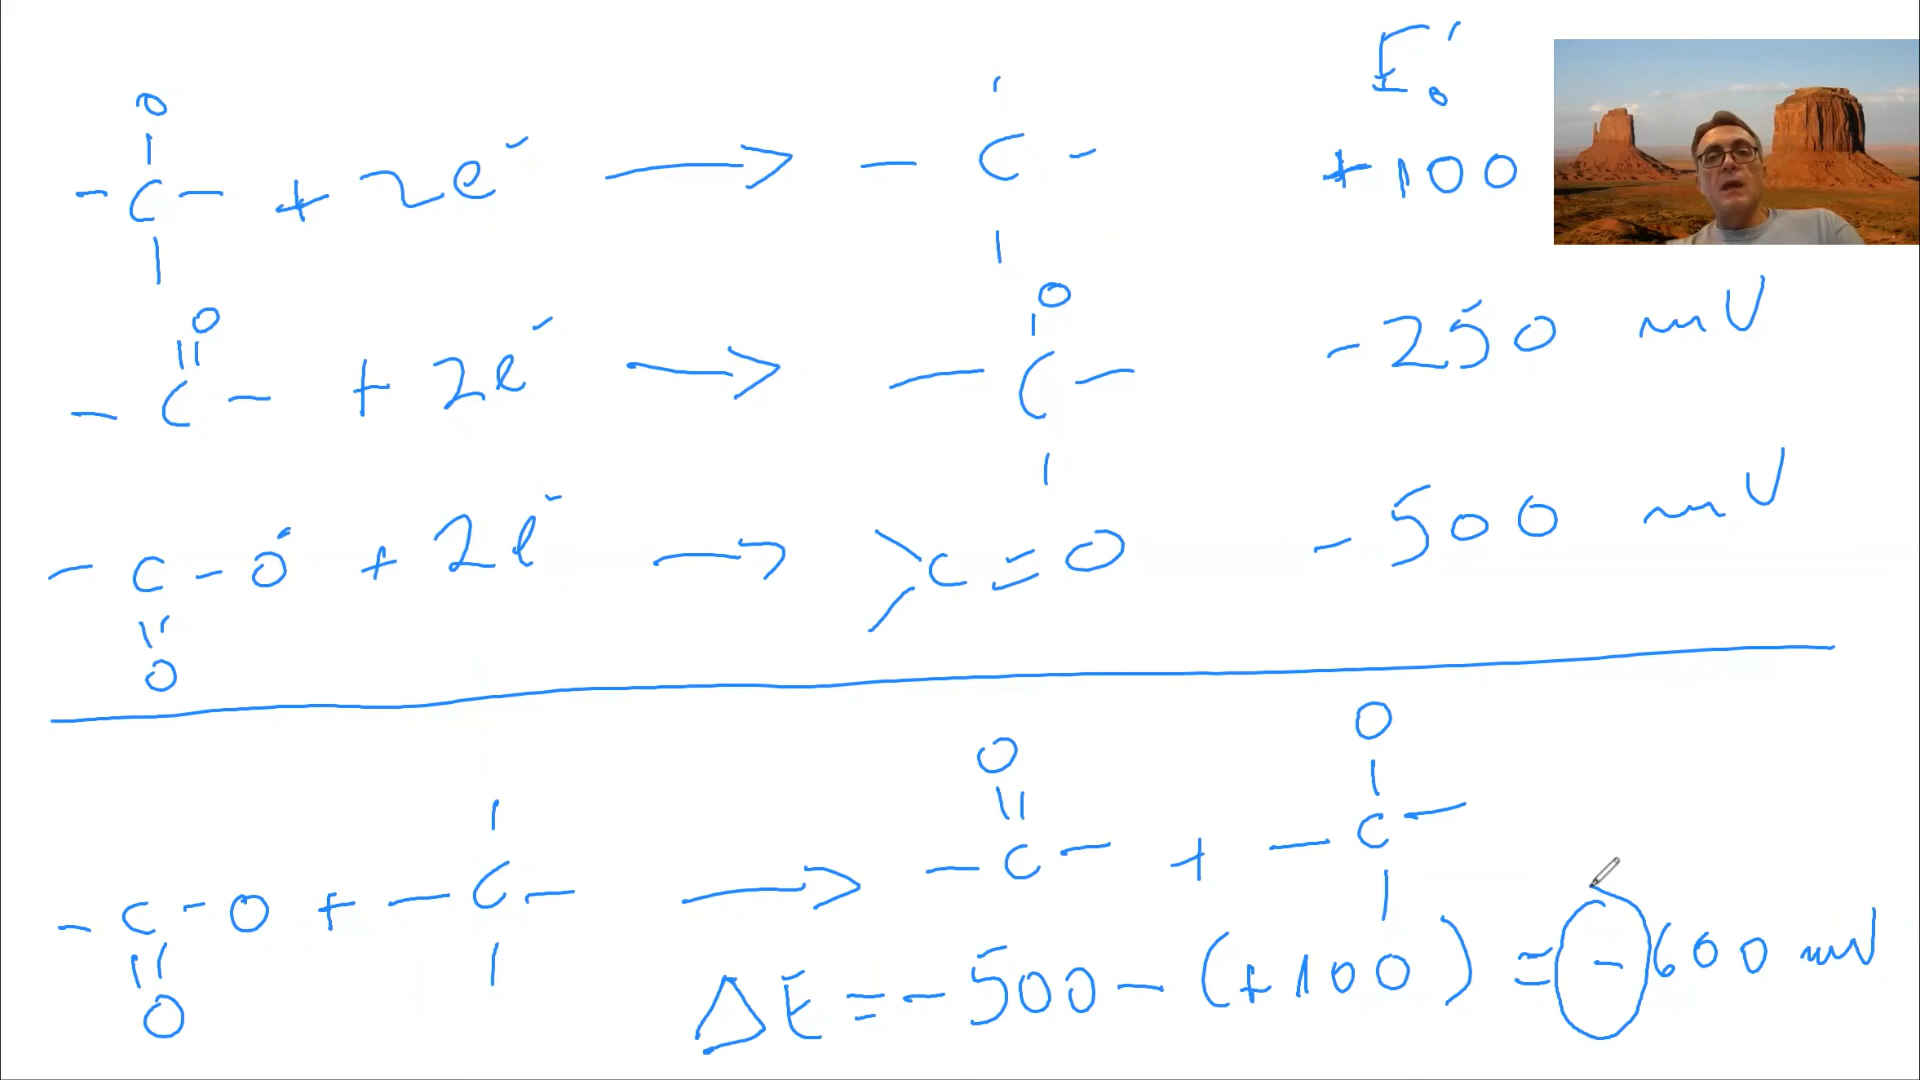 E₀'
O
- C - + 2e⁻ → - C - +100
O
O
- C - + 2e⁻ → - C - -250 mV
- C - O⁻ + 2e⁻ → >C=O -500 mV
O
O
O
- C - O + - C - → - C - + - C -
O
ΔE = -500 - (+100) = -600 mV